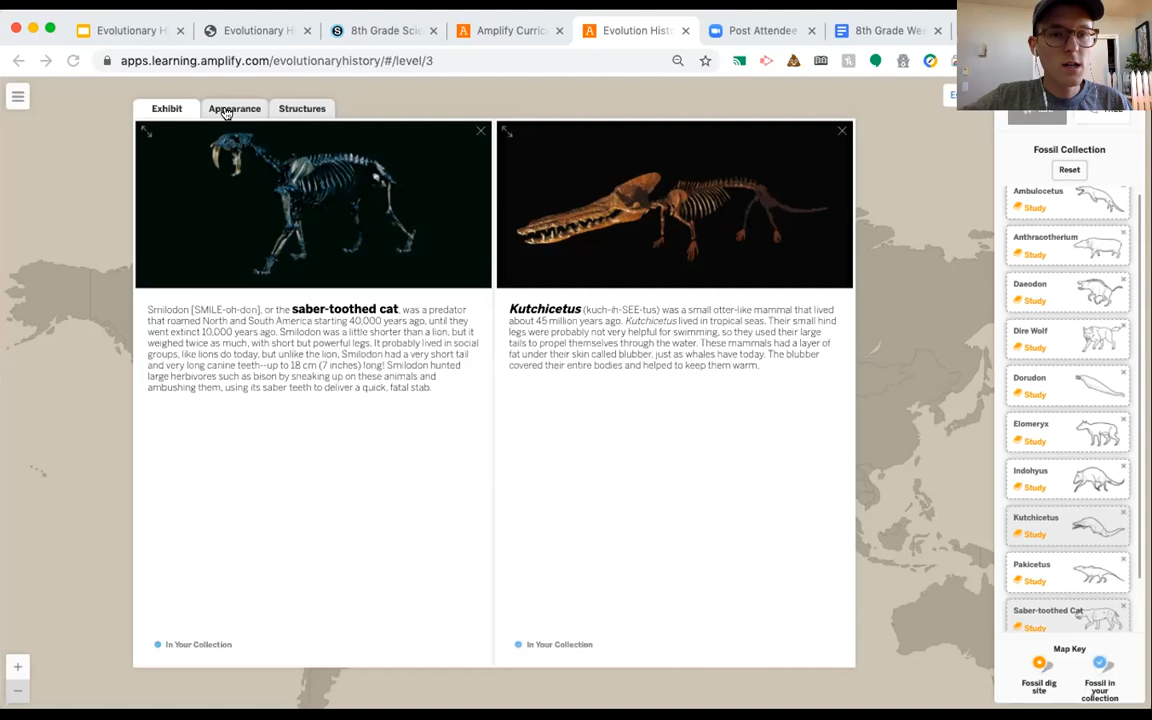 Evolutionary H
Evolutionary H
8th Grade Sci
Amplify Curric
Evolution Hist
Post Attendee
8th Grade We
apps.learning.amplify.com/evolutionaryhistory/#/level/3
Exhibit
Appearance
Structures
Smilodon [SMILE-oh-don], or the saber-toothed cat, was a predator
that roamed North and South America starting 40,000 years ago, until they
went extinct 10,000 years ago. Smilodon was a little shorter than a lion, but it
weighed twice as much, with short but powerful legs. It probably lived in social
groups, like lions do today, but unlike the lion, Smilodon had a very short tail
and very long canine teeth--up to 18 cm (7 inches) long! Smilodon hunted
large herbivores such as bison by sneaking up on these animals and
ambushing them, using its saber teeth to deliver a quick, fatal stab.
In Your Collection
Kutchicetus (kuch-ih-SEE-tus) was a small otter-like mammal that lived
about 45 million years ago. Kutchicetus lived in tropical seas. Their small hind
legs were probably not very helpful for swimming, so they used their large
tails to propel themselves through the water. These mammals had a layer of
fat under their skin called blubber, just as whales have today. The blubber
covered their entire bodies and helped to keep them warm.
In Your Collection
Fossil Collection
Reset
Ambulocetus
Study
Anthracotherium
Study
Daeodon
Study
Dire Wolf
Study
Dorudon
Study
Elomeryx
Study
Indohyus
Study
Kutchicetus
Study
Pakicetus
Study
Saber-toothed Cat
Study
Map Key
Fossil dig
site
Fossil in
your
collection